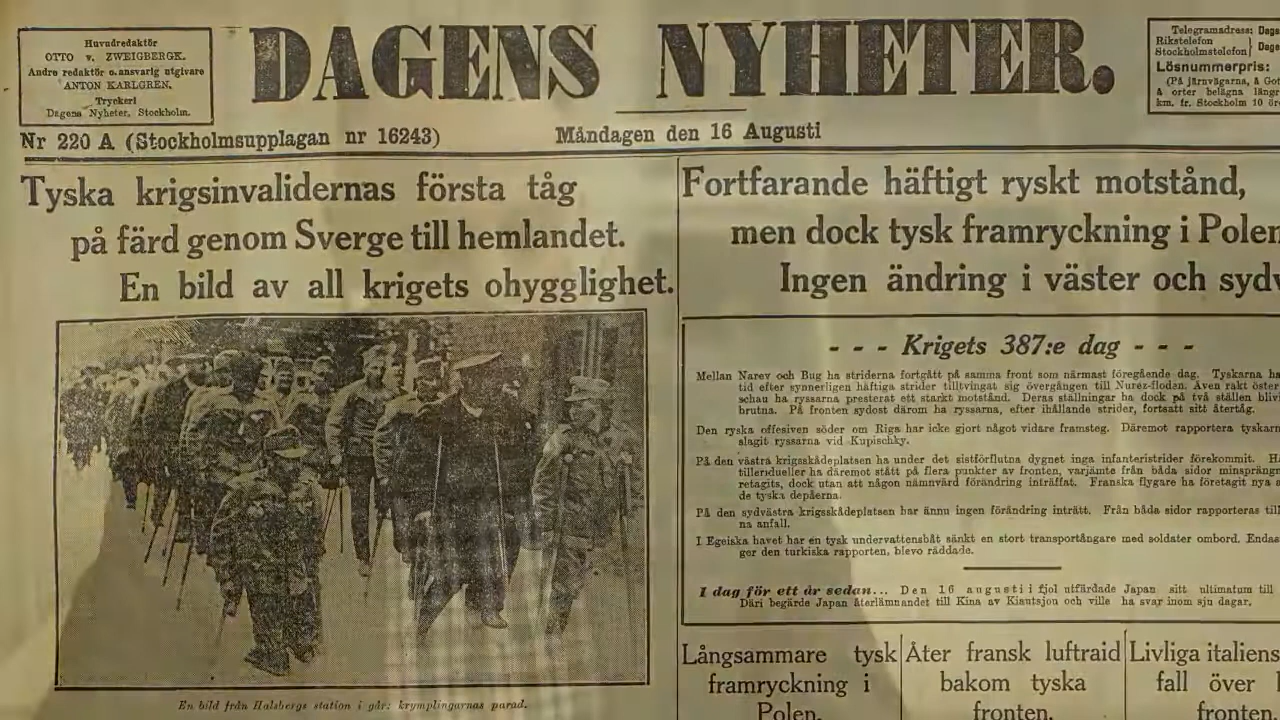 Huvudredaktör
OTTO v. ZWEIGBERGK.
Andre redaktör o. ansvarig utgivare
ANTON KARLGREN.
Tryckeri
Dagens Nyheter, Stockholm.
DAGENS NYHETER.
Telegramadress: Dags
Rikstelefon
Stockholmstelefon} Dage
Lösnummerpris:
(På järnvägarna, å Got
å orter belägna längr
km. fr. Stockholm 10 ör
Nr 220 A (Stockholmsupplagan nr 16243)
Måndagen den 16 Augusti
Tyska krigsinvalidernas första tåg
på färd genom Sverge till hemlandet.
En bild av all krigets ohygglighet.
En bild från Halsbergs station i går: krymplingarnas parad.
Fortfarande häftigt ryskt motstånd,
men dock tysk framryckning i Polen
Ingen ändring i väster och sydv
- - - Krigets 387:e dag - - -
Mellan Narev och Bug ha striderna fortgått på samma front som närmast föregående dag. Tyskarna ha
tid efter synnerligen häftiga strider tilltvingat sig övergången till Nurez-floden. Även rakt öster
schau ha ryssarna presterat ett starkt motstånd. Deras ställningar ha dock på två ställen blivi
brutna. På fronten sydost därom ha ryssarna, efter ihållande strider, fortsatt sitt återtåg.
Den ryska offesiven söder om Riga har icke gjort något vidare framsteg. Däremot rapportera tyskarn
slagit ryssarna vid Kupischky.
På den västra krigsskådeplatsen ha under det sistförflutna dygnet inga infanteristrider förekommit. Ha
tilleridueller ha däremot stått på flera punkter av fronten, varjämte från båda sidor minspränge
retagits, dock utan att någon nämnvärd förändring inträffat. Franska flygare ha företagit nya a
de tyska depåerna.
På den sydvästra krigsskådeplatsen har ännu ingen förändring inträtt. Från båda sidor rapporteras till
na anfall.
I Egeiska havet har en tysk undervattensbåt sänkt en stort transportångare med soldater ombord. Endas
ger den turkiska rapporten, blevo räddade.
I dag för ett år sedan... Den 16 augusti i fjol utfärdade Japan sitt ultimatum till
Däri begärde Japan återlämnandet till Kina av Kiautsjou och ville ha svar inom sju dagar.
Långsammare tysk
framryckning i
Polen.
Åter fransk luftraid
bakom tyska
fronten.
Livliga italiens
fall över
fronten.